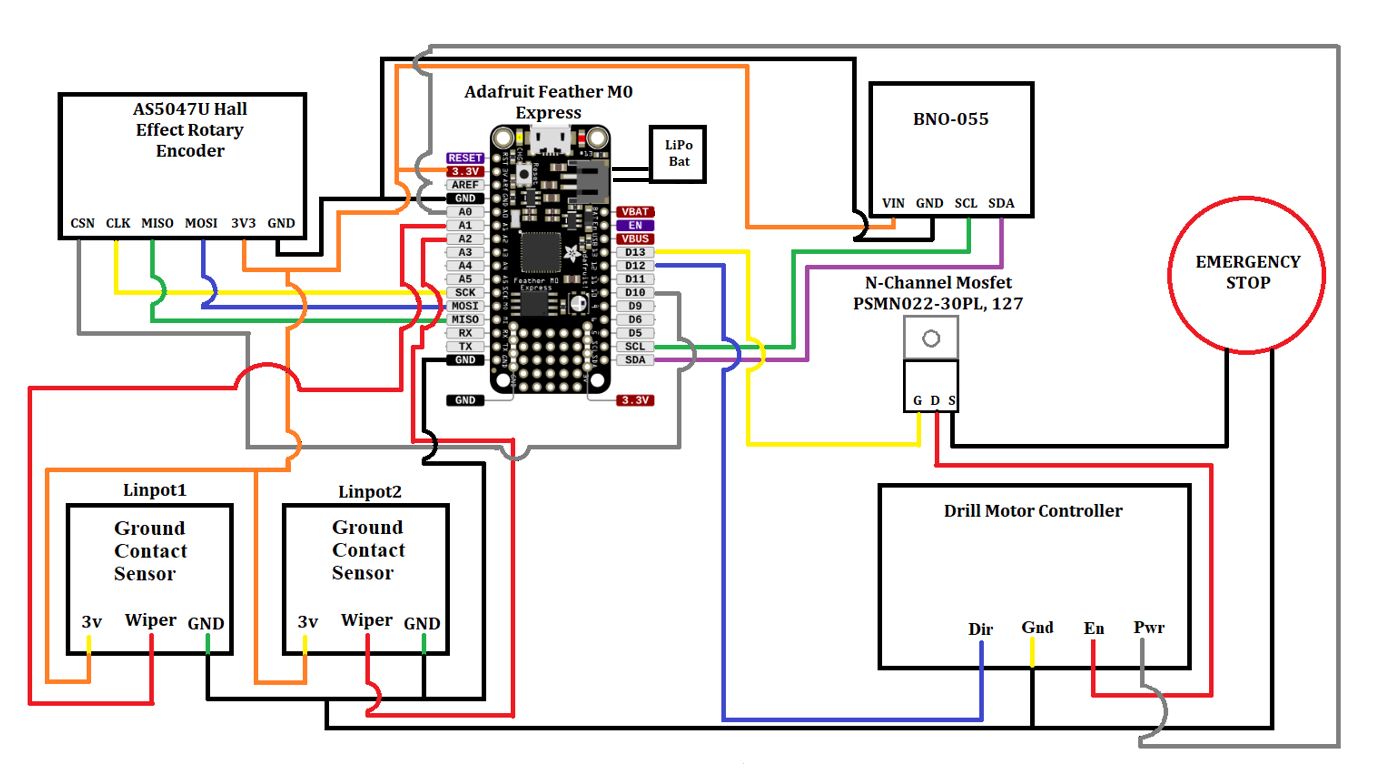 Adafruit Feather M0
Express
AS5047U Hall
Effect Rotary
Encoder
CSN CLK MISO MOSI 3V3 GND
LiPo
Bat
BNO-055
VIN GND SCL SDA
RESET
3.3V
AREF
GND
A0
A1
A2
A3
A4
A5
SCK
MOSI
MISO
RX
TX
GND
GND
VBAT
EN
VBUS
D13
D12
D11
D10
D9
D6
D5
SCL
SDA
3.3V
Reset
Feather M0
Express
N-Channel Mosfet
PSMN022-30PL, 127
G D S
EMERGENCY
STOP
Linpot1
Ground
Contact
Sensor
3v Wiper GND
Linpot2
Ground
Contact
Sensor
3v Wiper GND
Drill Motor Controller
Dir Gnd En Pwr